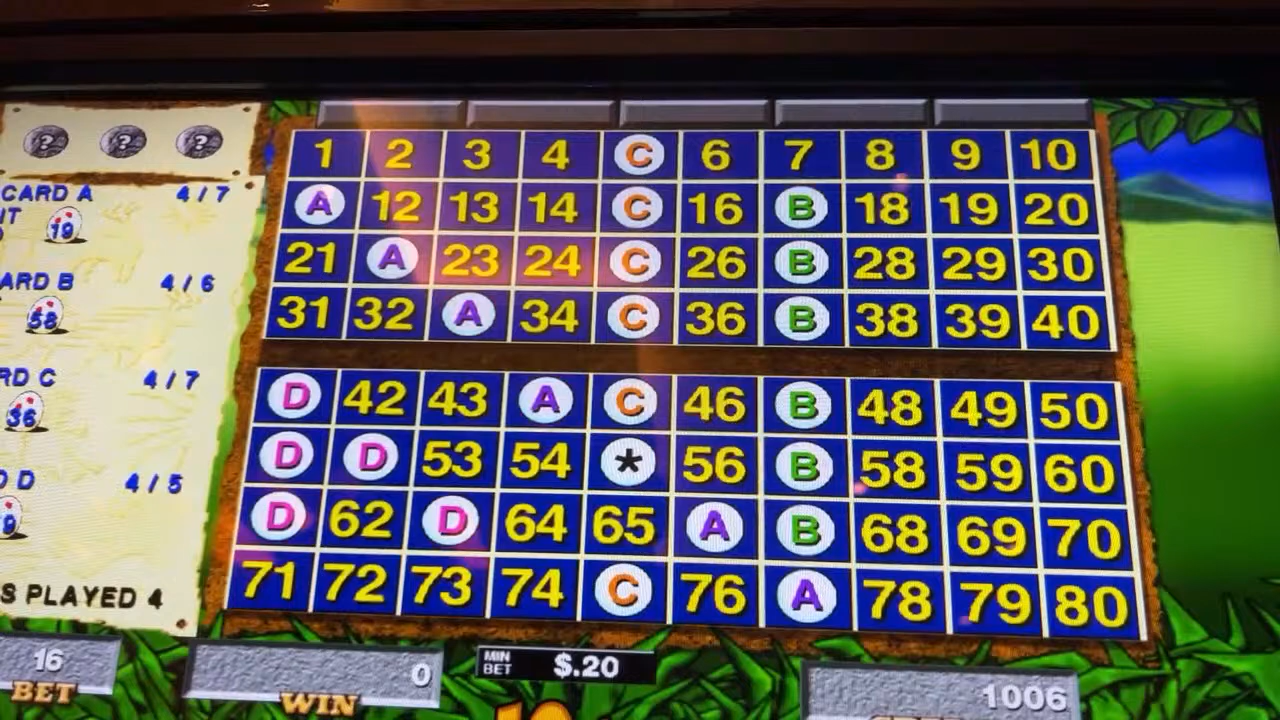 ? ? ?
CARD A 4/7
IT
19
ARD B 4/6
58
RD C 4/7
36
D D 4/5
9
S PLAYED 4
1 2 3 4 C 6 7 8 9 10
A 12 13 14 C 16 B 18 19 20
21 A 23 24 C 26 B 28 29 30
31 32 A 34 C 36 B 38 39 40
D 42 43 A C 46 B 48 49 50
D D 53 54 * 56 B 58 59 60
D 62 D 64 65 A B 68 69 70
71 72 73 74 C 76 A 78 79 80
16
BET
0
WIN
MIN BET $.20
1006